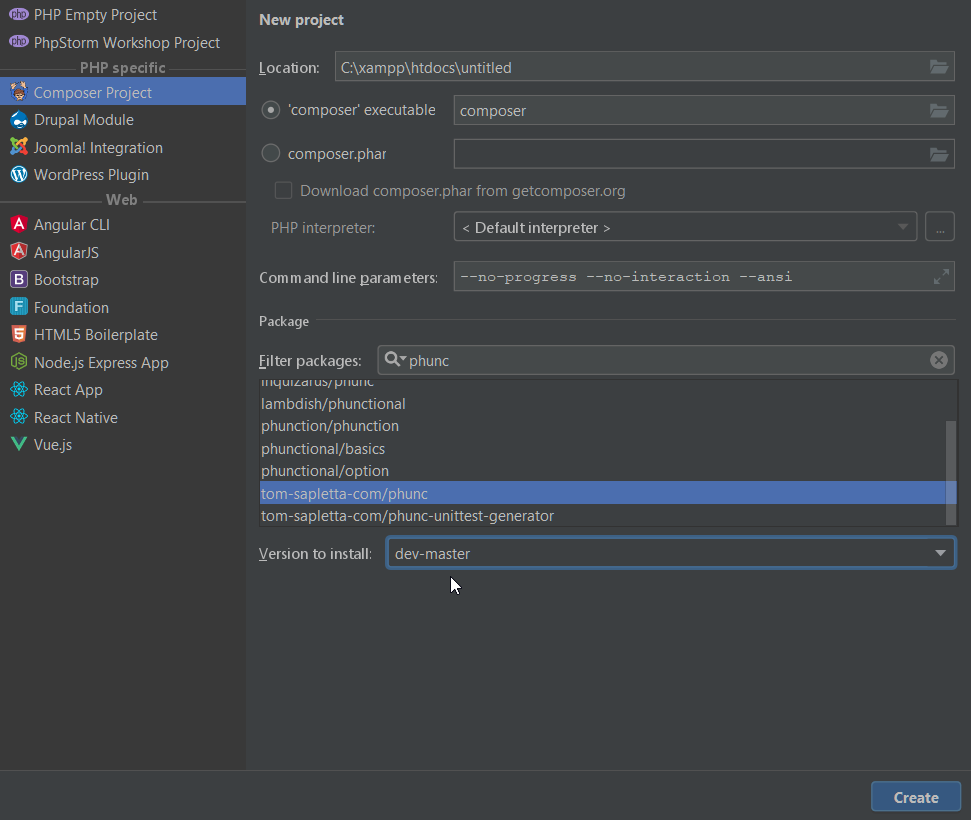 PHP Empty Project
PhpStorm Workshop Project
PHP specific
Composer Project
Drupal Module
Joomla! Integration
WordPress Plugin
Web
Angular CLI
AngularJS
Bootstrap
Foundation
HTML5 Boilerplate
Node.js Express App
React App
React Native
Vue.js
New project
Location: C:\xampp\htdocs\untitled
'composer' executable composer
composer.phar
Download composer.phar from getcomposer.org
PHP interpreter: < Default interpreter > ...
Command line parameters: --no-progress --no-interaction --ansi
Package
Filter packages: phunc
inquizarus/phunc
lambdish/phunctional
phunction/phunction
phunctional/basics
phunctional/option
tom-sapletta-com/phunc
tom-sapletta-com/phunc-unittest-generator
Version to install: dev-master
Create